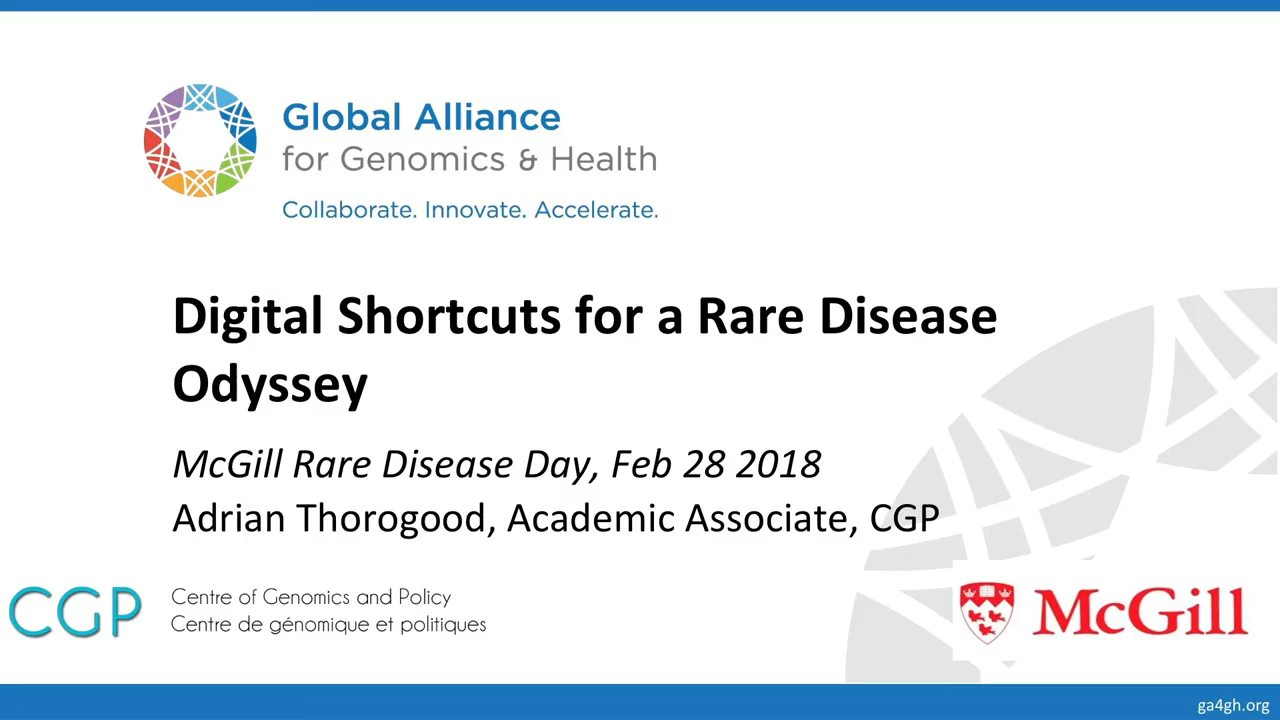 Global Alliance
for Genomics & Health
Collaborate. Innovate. Accelerate.
Digital Shortcuts for a Rare Disease
Odyssey
McGill Rare Disease Day, Feb 28 2018
Adrian Thorogood, Academic Associate, CGP
CGP
Centre of Genomics and Policy
Centre de génomique et politiques
McGill
ga4gh.org